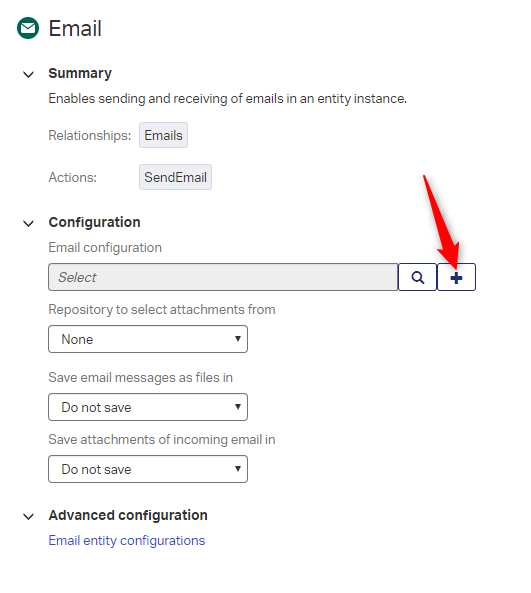 Email
Summary
Enables sending and receiving of emails in an entity instance.
Relationships: Emails
Actions: SendEmail
Configuration
Email configuration
Select
Repository to select attachments from
None
Save email messages as files in
Do not save
Save attachments of incoming email in
Do not save
Advanced configuration
Email entity configurations